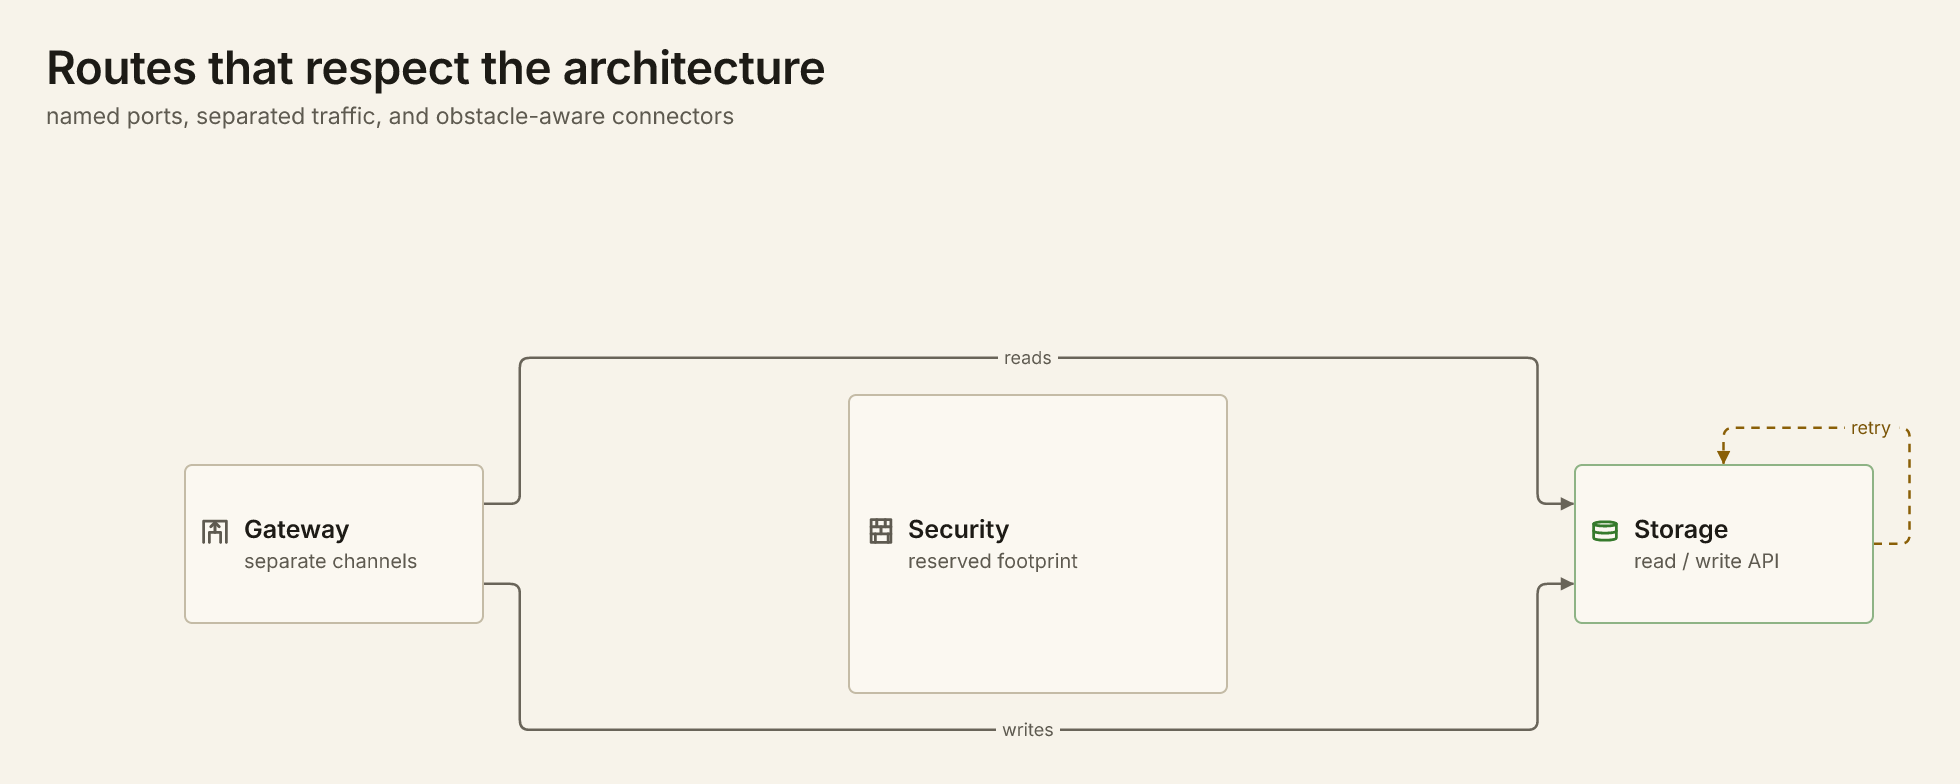 Routes that respect the architecture
named ports, separated traffic, and obstacle-aware connectors
reads
retry
Gateway
separate channels
Security
reserved footprint
Storage
read / write API
writes